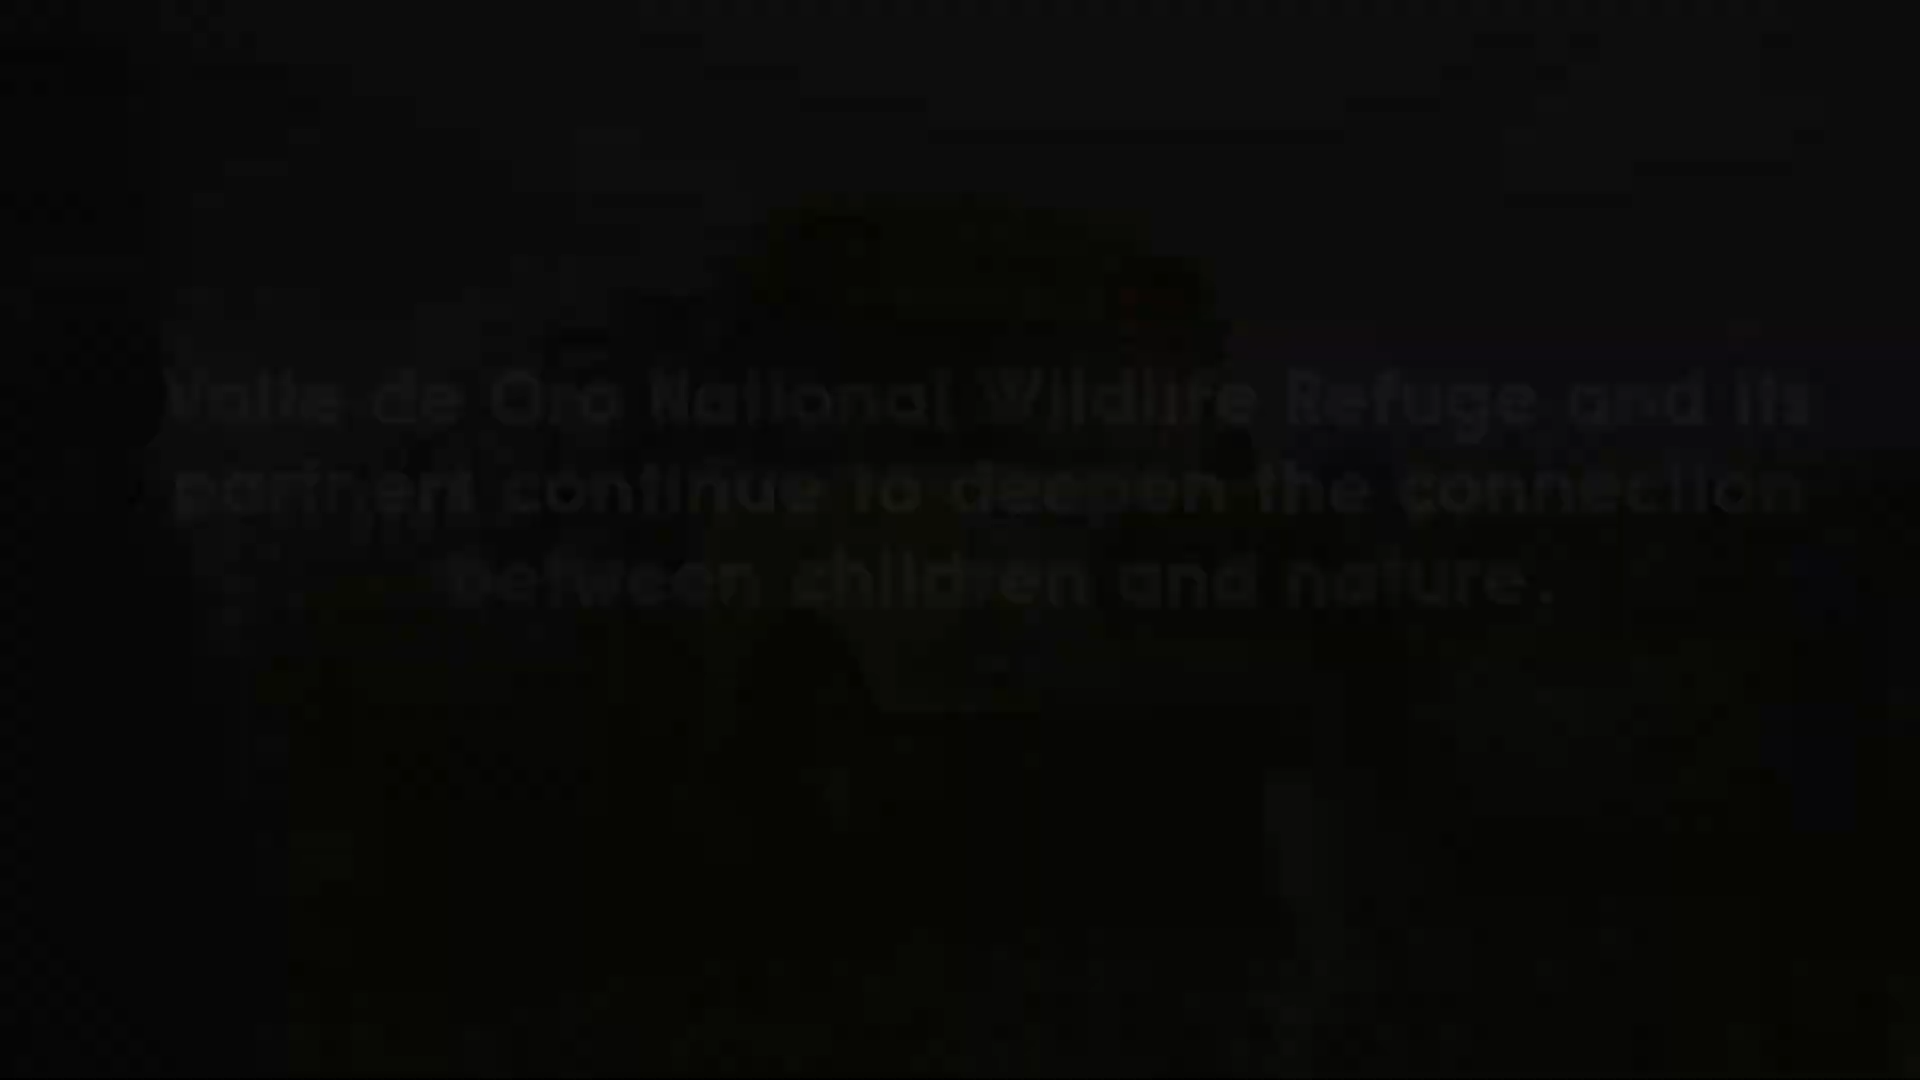 Valle de Oro National Wildlife Refuge and its
partners continue to deepen the connection
between children and nature.